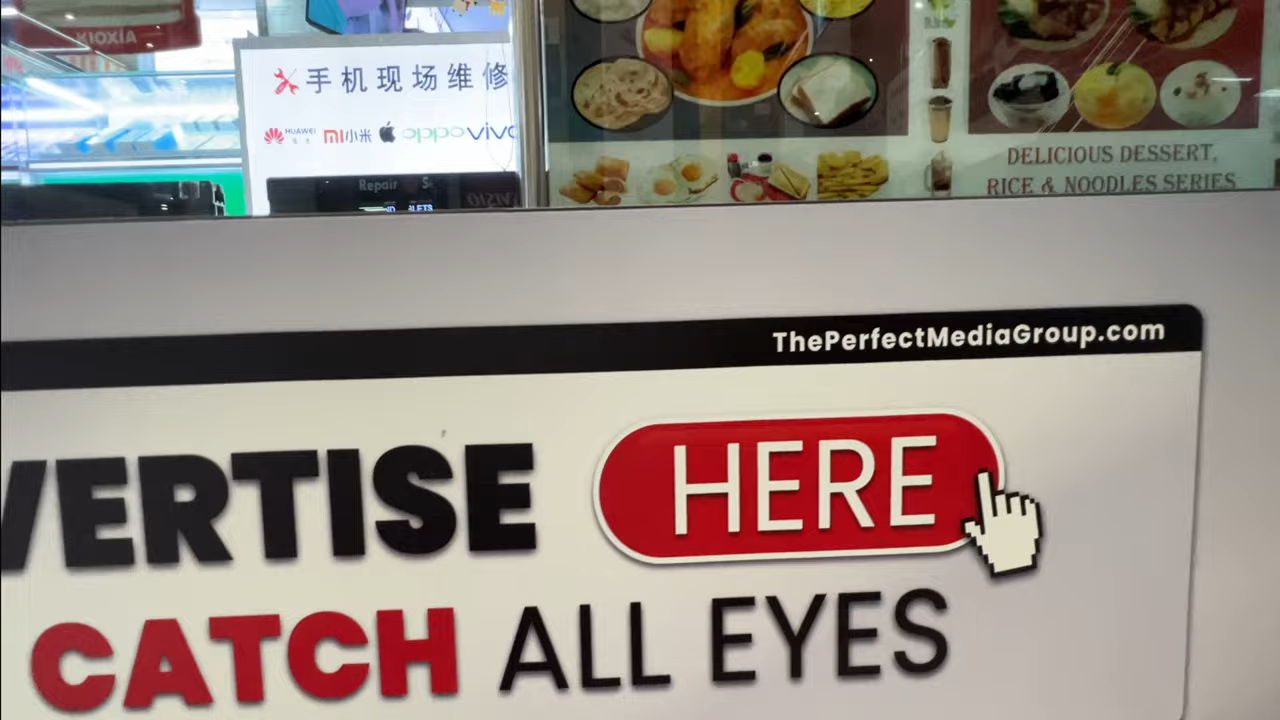 KIOXIA
手机现场维修
HUAWEI 小米 oppo vivo
Repair
DELICIOUS DESSERT,
RICE & NOODLES SERIES
ThePerfectMediaGroup.com
VERTISE HERE
CATCH ALL EYES